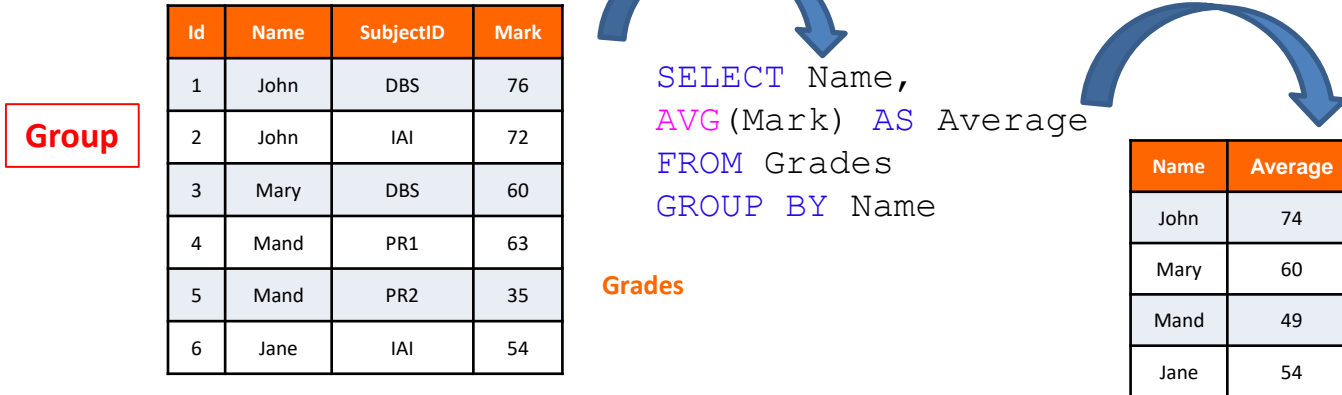 Group
Id Name SubjectID Mark
1 John DBS 76
2 John IAI 72
3 Mary DBS 60
4 Mand PR1 63
5 Mand PR2 35
6 Jane IAI 54
SELECT Name,
AVG(Mark) AS Average
FROM Grades
GROUP BY Name
Grades
Name Average
John 74
Mary 60
Mand 49
Jane 54